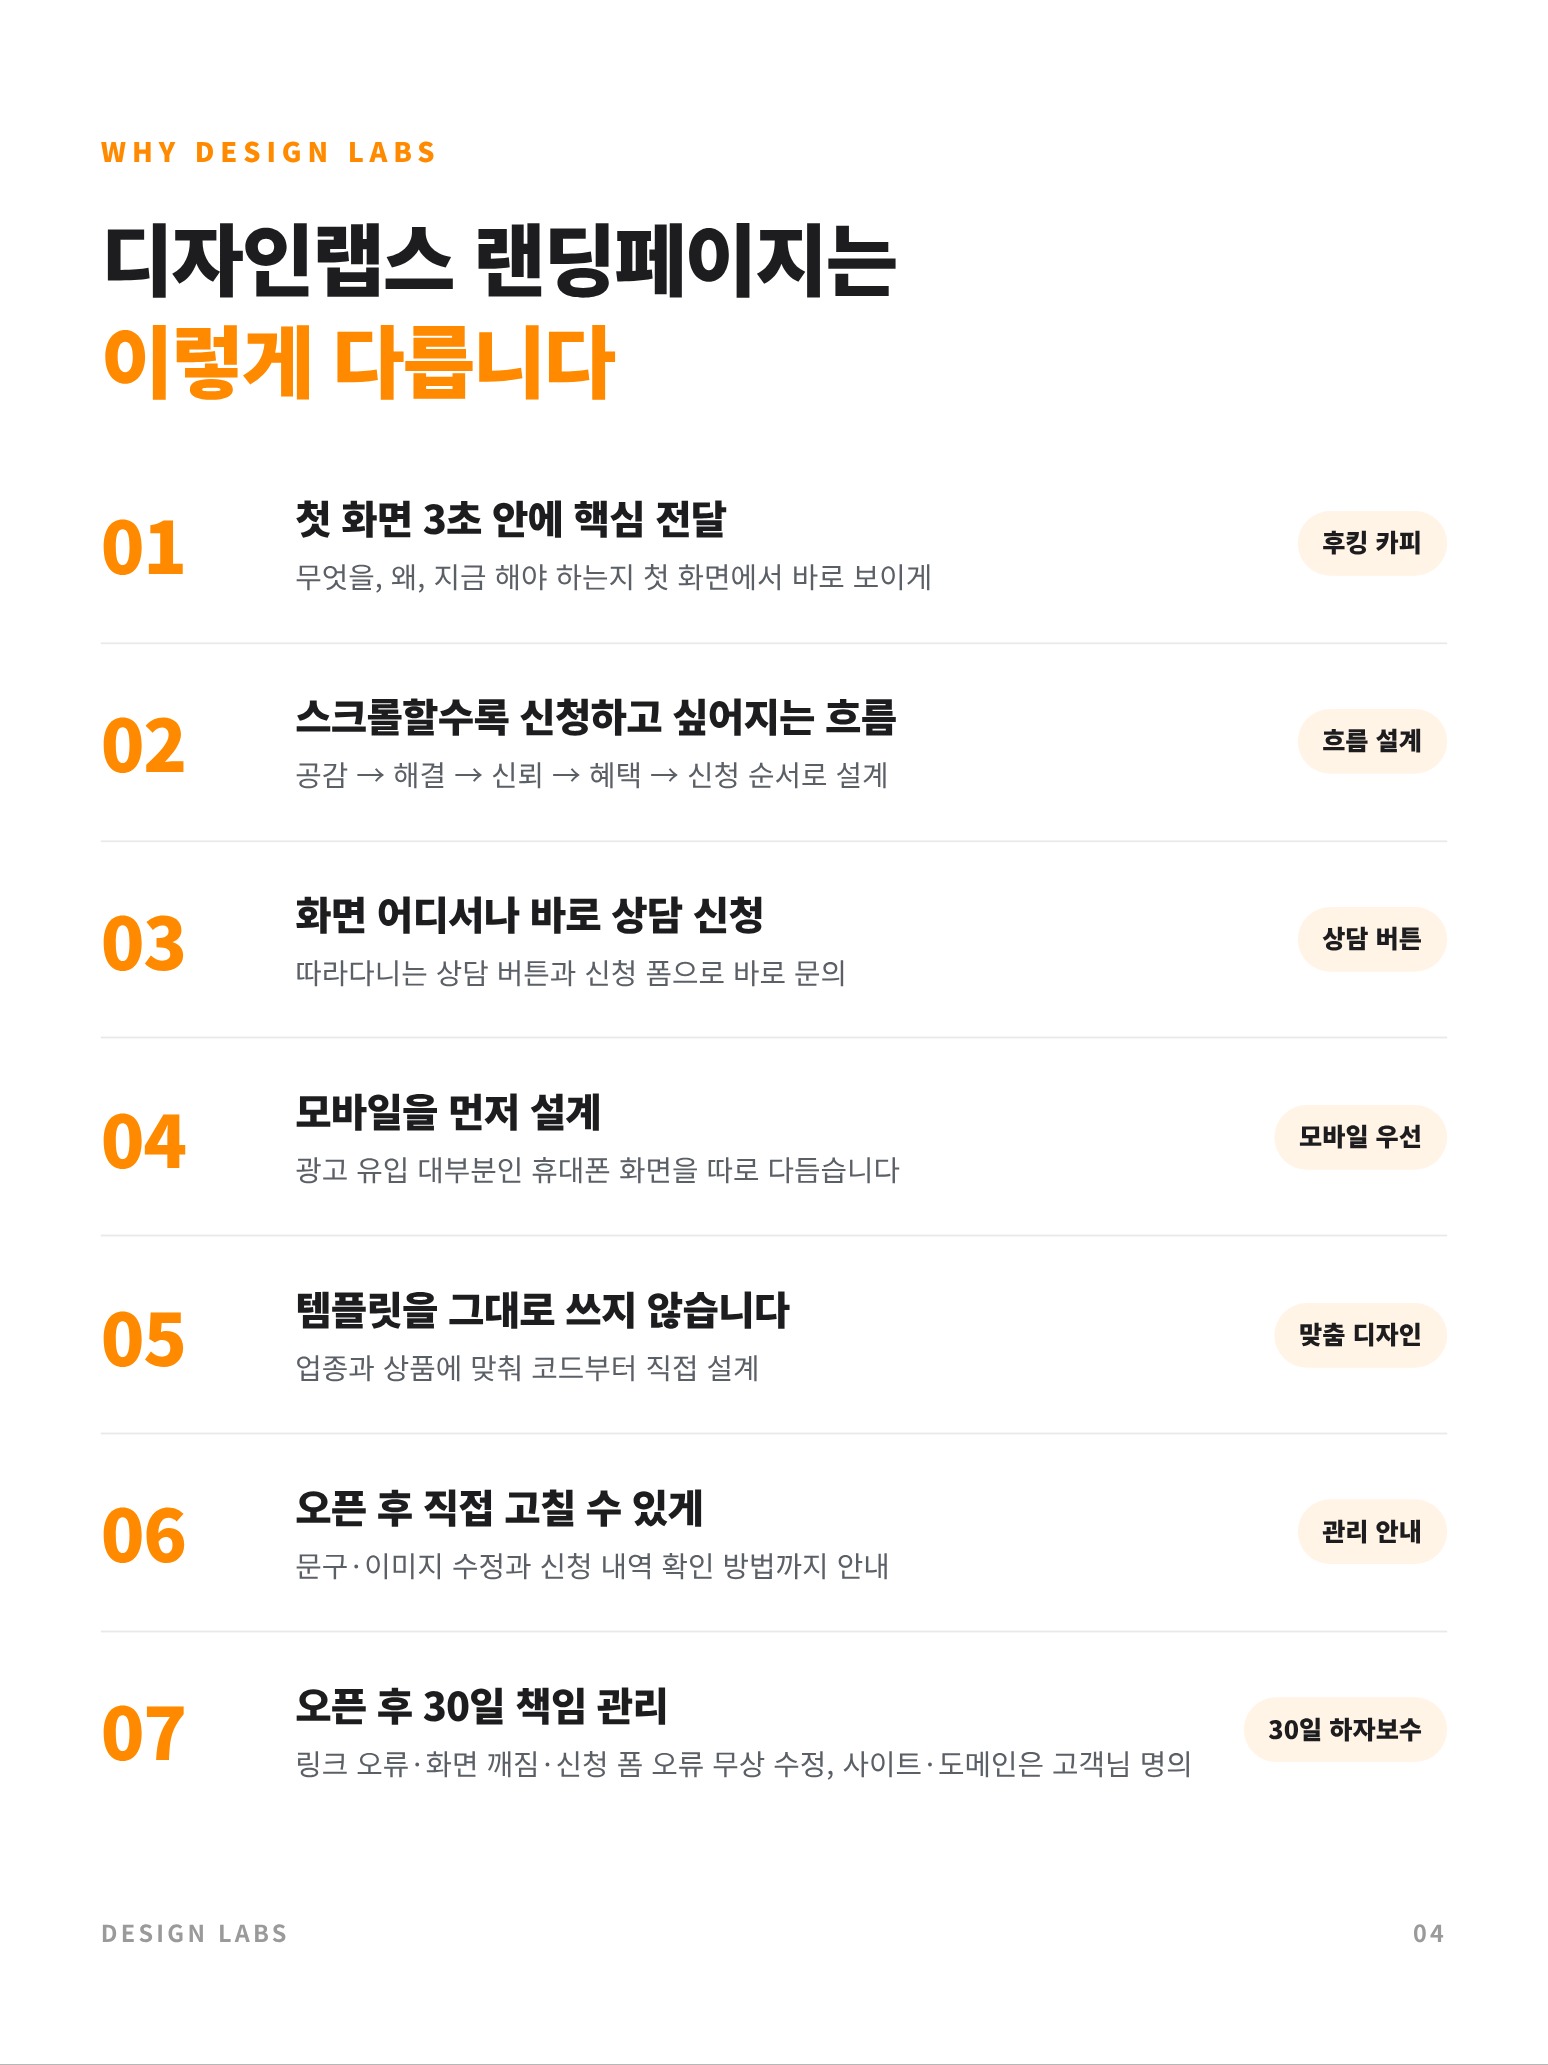 WHY DESIGN LABS
디자인랩스 랜딩페이지는
이렇게 다릅니다
01
첫 화면 3초 안에 핵심 전달
무엇을, 왜, 지금 해야 하는지 첫 화면에서 바로 보이게
후킹 카피
02
스크롤할수록 신청하고 싶어지는 흐름
공감 → 해결 → 신뢰 → 혜택 → 신청 순서로 설계
흐름 설계
03
화면 어디서나 바로 상담 신청
따라다니는 상담 버튼과 신청 폼으로 바로 문의
상담 버튼
04
모바일을 먼저 설계
광고 유입 대부분인 휴대폰 화면을 따로 다듬습니다
모바일 우선
05
템플릿을 그대로 쓰지 않습니다
업종과 상품에 맞춰 코드부터 직접 설계
맞춤 디자인
06
오픈 후 직접 고칠 수 있게
문구·이미지 수정과 신청 내역 확인 방법까지 안내
관리 안내
07
오픈 후 30일 책임 관리
링크 오류·화면 깨짐·신청 폼 오류 무상 수정, 사이트·도메인은 고객님 명의
30일 하자보수
DESIGN LABS
04